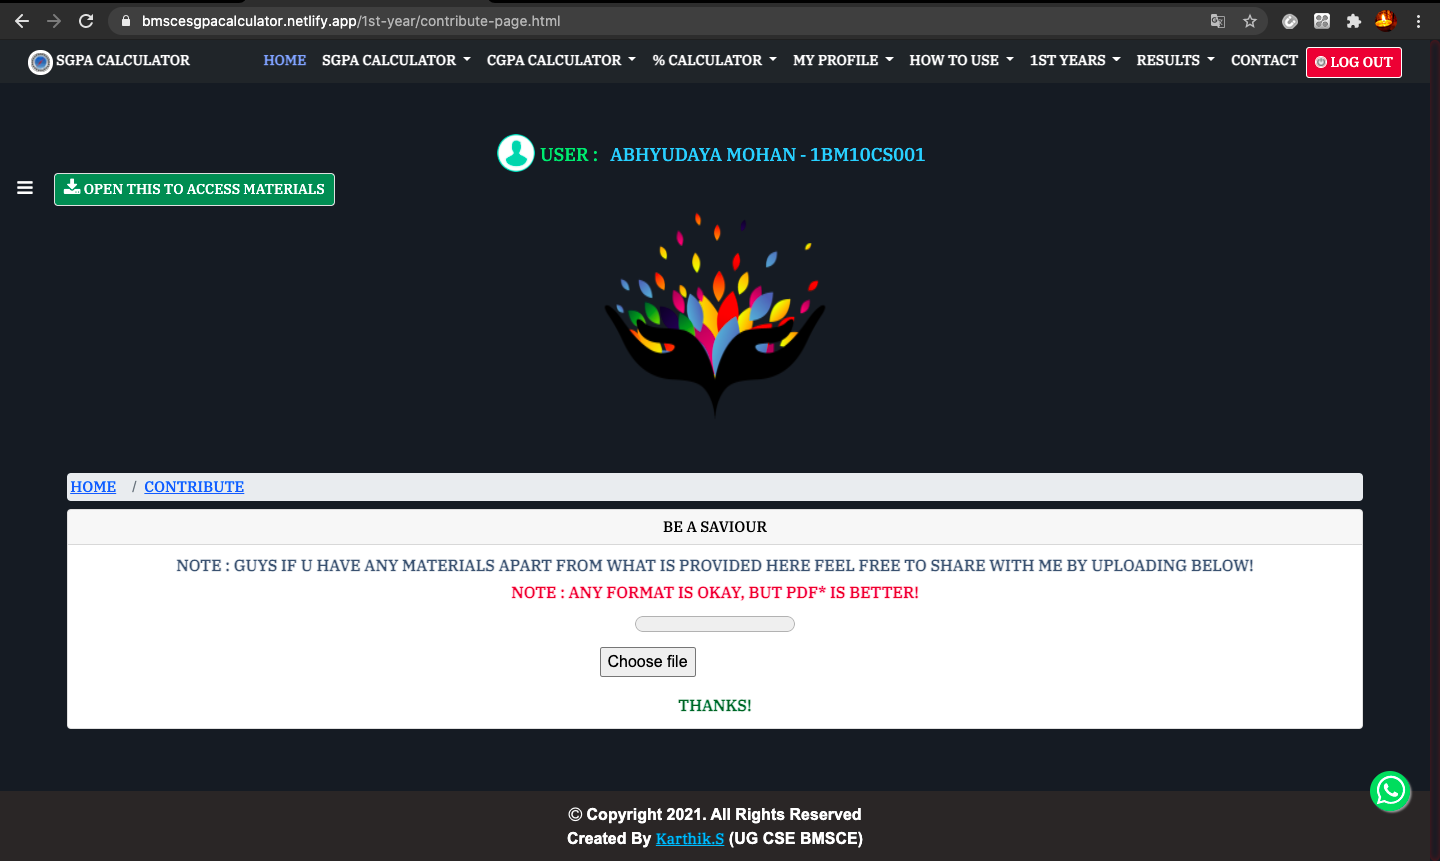 bmscesgpacalculator.netlify.app/1st-year/contribute-page.html
SGPA CALCULATOR HOME SGPA CALCULATOR CGPA CALCULATOR % CALCULATOR MY PROFILE HOW TO USE 1ST YEARS RESULTS CONTACT LOG OUT
USER : ABHYUDAYA MOHAN - 1BM10CS001
OPEN THIS TO ACCESS MATERIALS
HOME / CONTRIBUTE
BE A SAVIOUR
NOTE : GUYS IF U HAVE ANY MATERIALS APART FROM WHAT IS PROVIDED HERE FEEL FREE TO SHARE WITH ME BY UPLOADING BELOW!
NOTE : ANY FORMAT IS OKAY, BUT PDF* IS BETTER!
Choose file
THANKS!
© Copyright 2021. All Rights Reserved
Created By Karthik.S (UG CSE BMSCE)